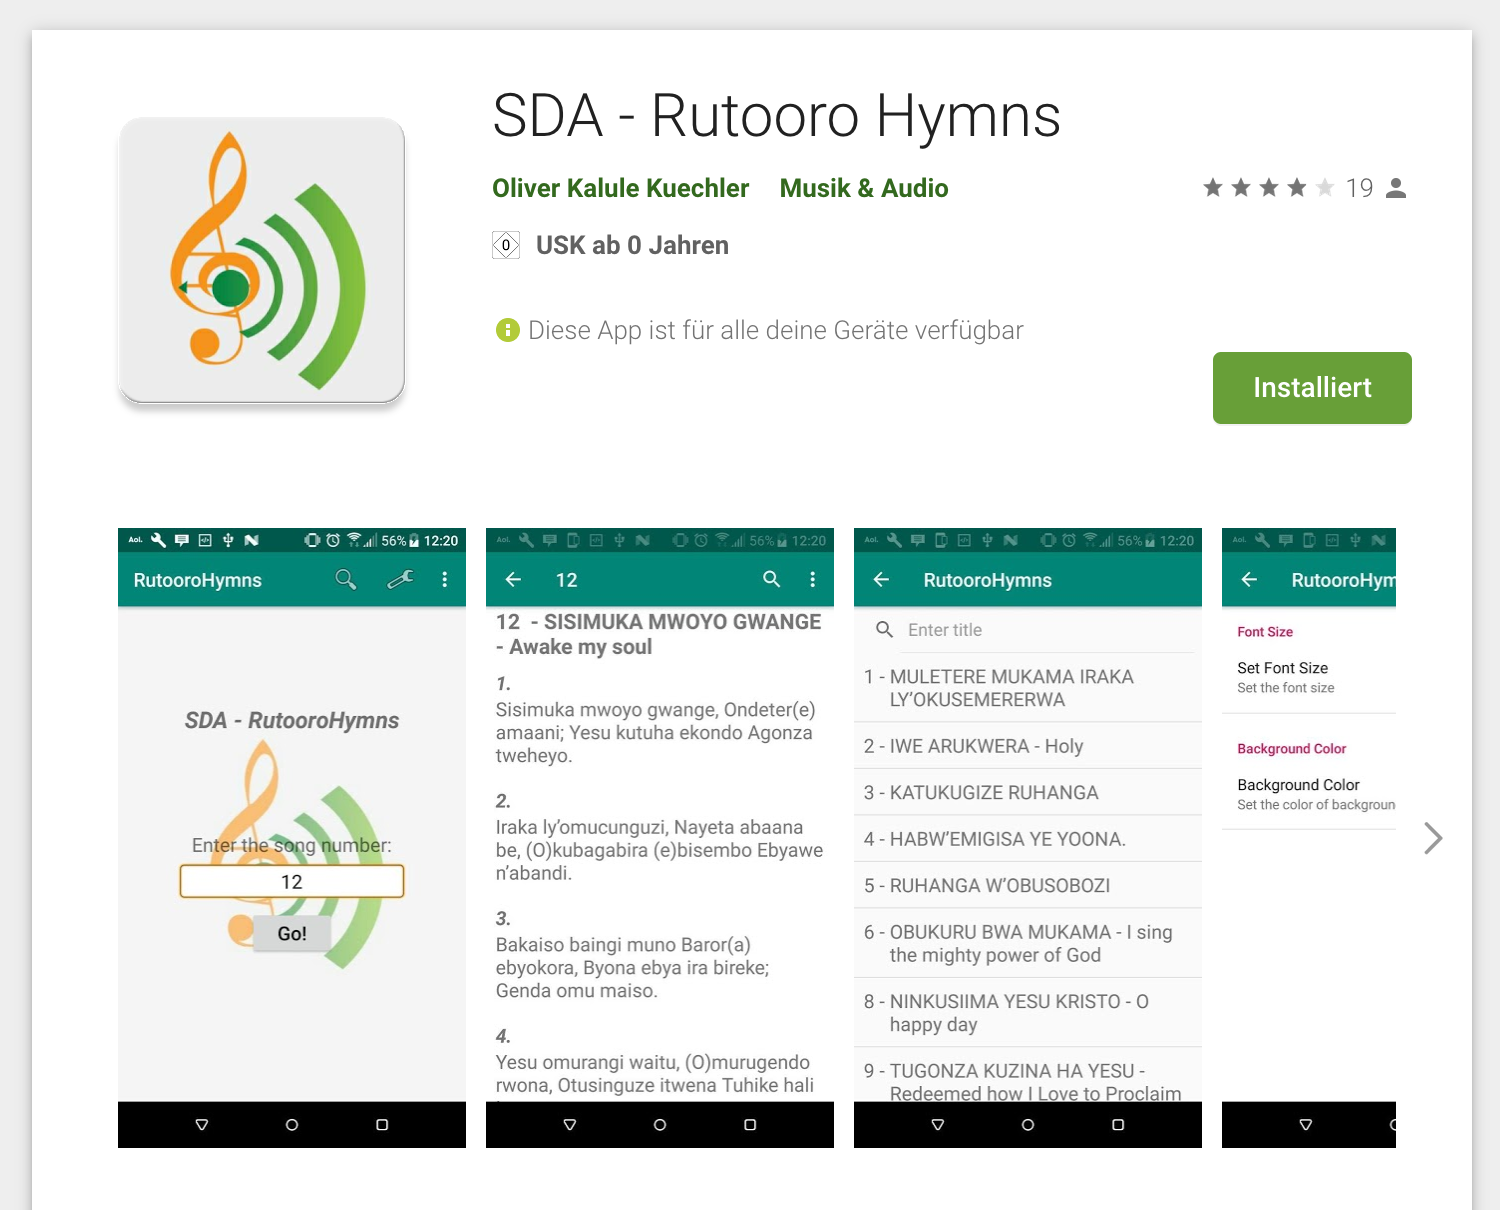 SDA - Rutooro Hymns
Oliver Kalule Kuechler Musik & Audio
19
0 USK ab 0 Jahren
Diese App ist für alle deine Geräte verfügbar
Installiert
Aol. 56% 12:20
RutooroHymns
SDA - RutooroHymns
Enter the song number:
12
Go!
Aol. 56% 12:20
12
12 - SISIMUKA MWOYO GWANGE
- Awake my soul
1.
Sisimuka mwoyo gwange, Ondeter(e)
amaani; Yesu kutuha ekondo Agonza
tweheyo.
2.
Iraka ly’omucunguzi, Nayeta abaana
be, (O)kubagabira (e)bisembo Ebyawe
n’abandi.
3.
Bakaiso baingi muno Baror(a)
ebyokora, Byona ebya ira bireke;
Genda omu maiso.
4.
Yesu omurangi waitu, (O)murugendo
rwona, Otusinguze itwena Tuhike hali
Aol. 56% 12:20
RutooroHymns
Enter title
1 - MULETERE MUKAMA IRAKA
LY’OKUSEMERERWA
2 - IWE ARUKWERA - Holy
3 - KATUKUGIZE RUHANGA
4 - HABW’EMIGISA YE YOONA.
5 - RUHANGA W’OBUSOBOZI
6 - OBUKURU BWA MUKAMA - I sing
the mighty power of God
8 - NINKUSIIMA YESU KRISTO - O
happy day
9 - TUGONZA KUZINA HA YESU -
Redeemed how I Love to Proclaim
Aol.
RutooroHym
Font Size
Set Font Size
Set the font size
Background Color
Background Color
Set the color of backgroun